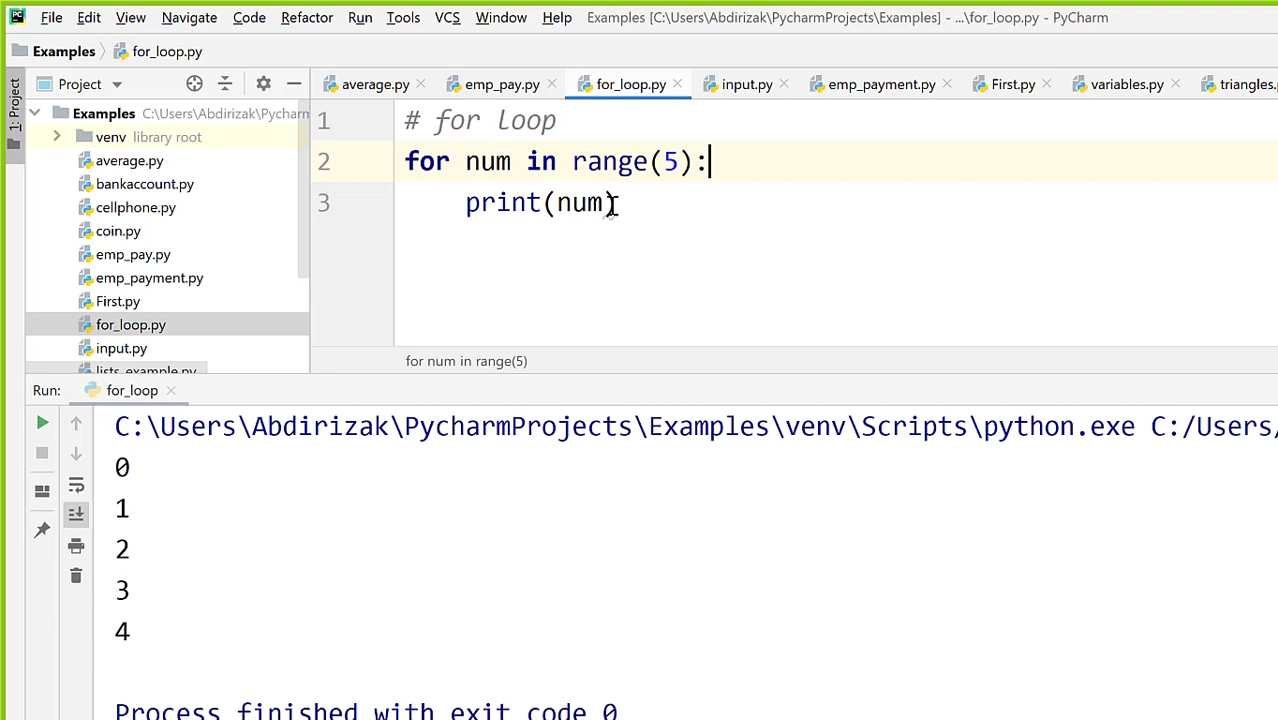 PC File Edit View Navigate Code Refactor Run Tools VCS Window Help Examples [C:\Users\Abdirizak\PycharmProjects\Examples] - ...\for_loop.py - PyCharm
Examples for_loop.py
1: Project
Project average.py emp_pay.py for_loop.py input.py emp_payment.py First.py variables.py triangles.
Examples C:\Users\Abdirizak\Pycharm
venv library root
average.py
bankaccount.py
cellphone.py
coin.py
emp_pay.py
emp_payment.py
First.py
for_loop.py
input.py
lists_example.py
1 # for loop
2 for num in range(5):
3 print(num)
for num in range(5)
Run: for_loop
C:\Users\Abdirizak\PycharmProjects\Examples\venv\Scripts\python.exe C:/Users/
0
1
2
3
4
Process finished with exit code 0